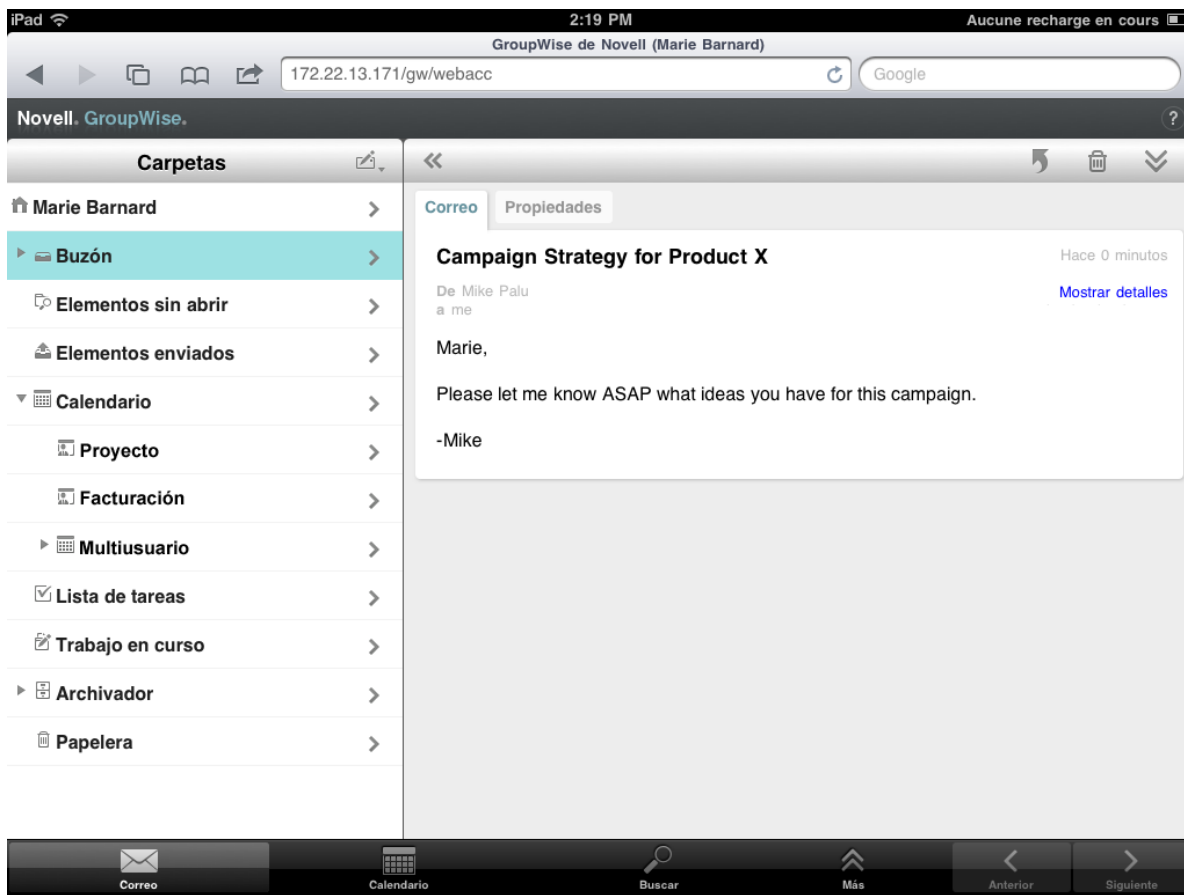 iPad 2:19 PM Aucune recharge en cours
GroupWise de Novell (Marie Barnard)
172.22.13.171/gw/webacc Google
Novell. GroupWise. ?
Carpetas
Marie Barnard
Buzón
Elementos sin abrir
Elementos enviados
Calendario
Proyecto
Facturación
Multiusuario
Lista de tareas
Trabajo en curso
Archivador
Papelera
Correo Propiedades
Campaign Strategy for Product X Hace 0 minutos
De Mike Palu Mostrar detalles
a me
Marie,
Please let me know ASAP what ideas you have for this campaign.
-Mike
Correo Calendario Buscar Más Anterior Siguiente